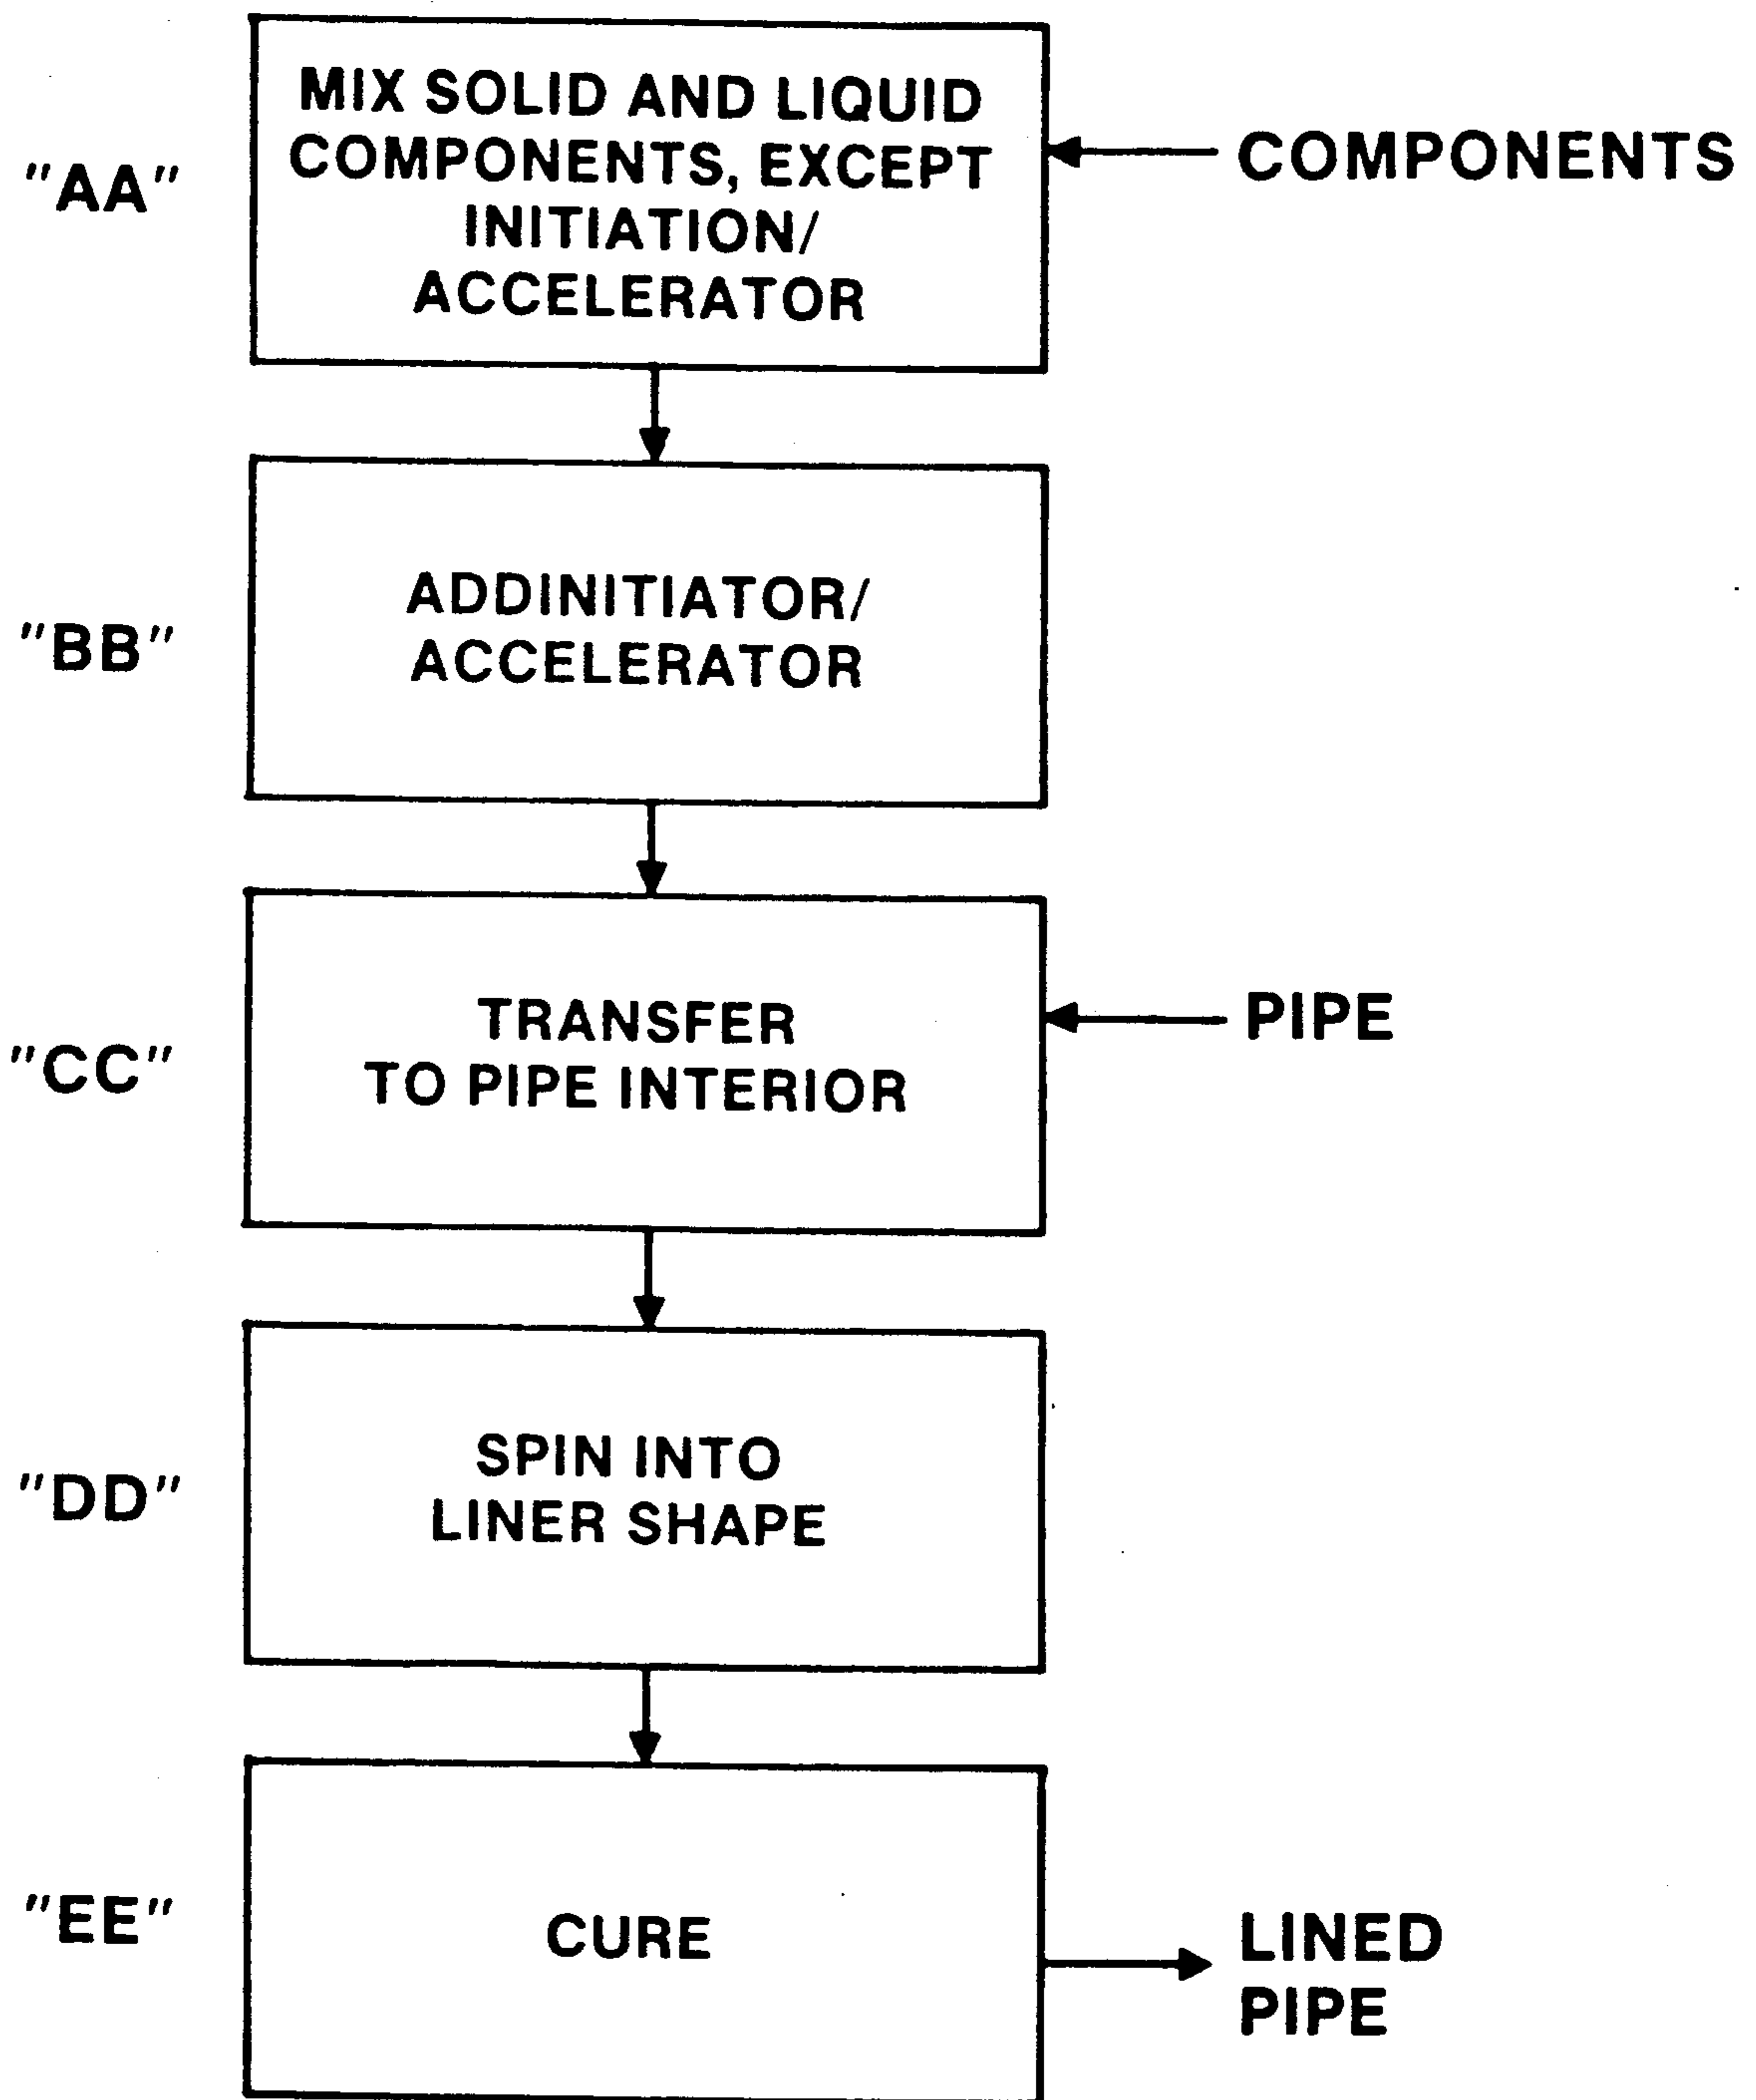 MIX SOLID AND LIQUID
COMPONENTS, EXCEPT
INITIATION/
ACCELERATOR
"AA"
COMPONENTS
ADDINITIATOR/
ACCELERATOR
"BB"
TRANSFER
TO PIPE INTERIOR
"CC"
PIPE
SPIN INTO
LINER SHAPE
"DD"
CURE
"EE"
LINED
PIPE